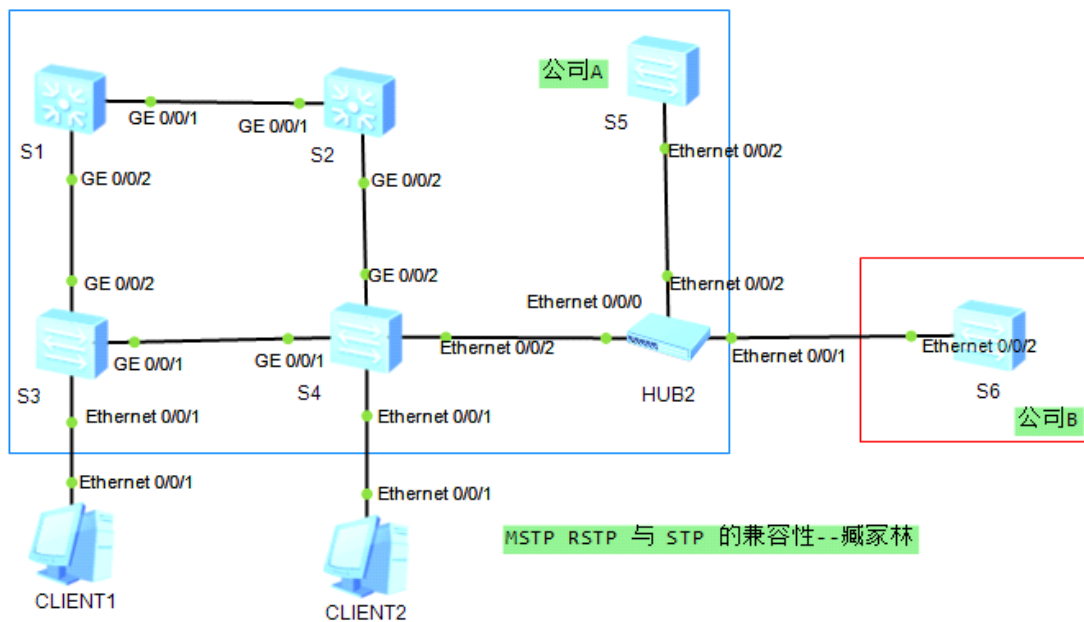 公司A
S1
GE 0/0/1
GE 0/0/1
S2
S5
Ethernet 0/0/2
GE 0/0/2
GE 0/0/2
GE 0/0/2
GE 0/0/2
Ethernet 0/0/0
Ethernet 0/0/2
S3
GE 0/0/1
GE 0/0/1
S4
Ethernet 0/0/2
HUB2
Ethernet 0/0/1
Ethernet 0/0/2
S6
公司B
Ethernet 0/0/1
Ethernet 0/0/1
Ethernet 0/0/1
Ethernet 0/0/1
CLIENT1
CLIENT2
MSTP RSTP 与 STP 的兼容性--臧冢林